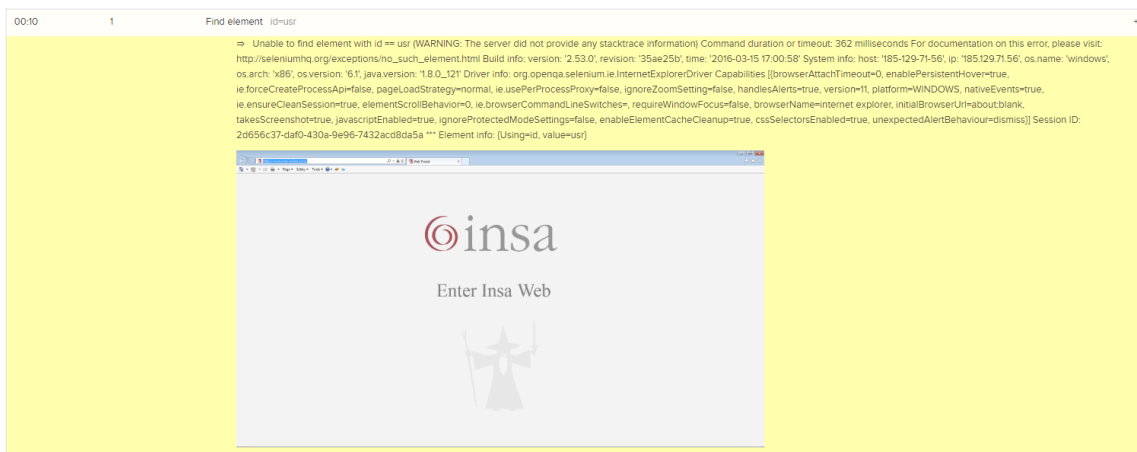 00:10 1 Find element id=usr
⇒ Unable to find element with id == usr (WARNING: The server did not provide any stacktrace information) Command duration or timeout: 362 milliseconds For documentation on this error, please visit:
http://seleniumhq.org/exceptions/no_such_element.html Build info: version: '2.53.0', revision: '35ae25b', time: '2016-03-15 17:00:58' System info: host: '185-129-71-56', ip: '185.129.71.56', os.name: 'windows',
os.arch: 'x86', os.version: '6.1', java.version: '1.8.0_121' Driver info: org.openqa.selenium.ie.InternetExplorerDriver Capabilities [{browserAttachTimeout=0, enablePersistentHover=true,
ie.forceCreateProcessApi=false, pageLoadStrategy=normal, ie.usePerProcessProxy=false, ignoreZoomSetting=false, handlesAlerts=true, version=11, platform=WINDOWS, nativeEvents=true,
ie.ensureCleanSession=true, elementScrollBehavior=0, ie.browserCommandLineSwitches=, requireWindowFocus=false, browserName=internet explorer, initialBrowserUrl=about:blank,
takesScreenshot=true, javascriptEnabled=true, ignoreProtectedModeSettings=false, enableElementCacheCleanup=true, cssSelectorsEnabled=true, unexpectedAlertBehaviour=dismiss}] Session ID:
2d656c37-daf0-430a-9e96-7432acd8da5a *** Element info: {Using=id, value=usr}
Web Portal
Page Safety Tools
insa
Enter Insa Web